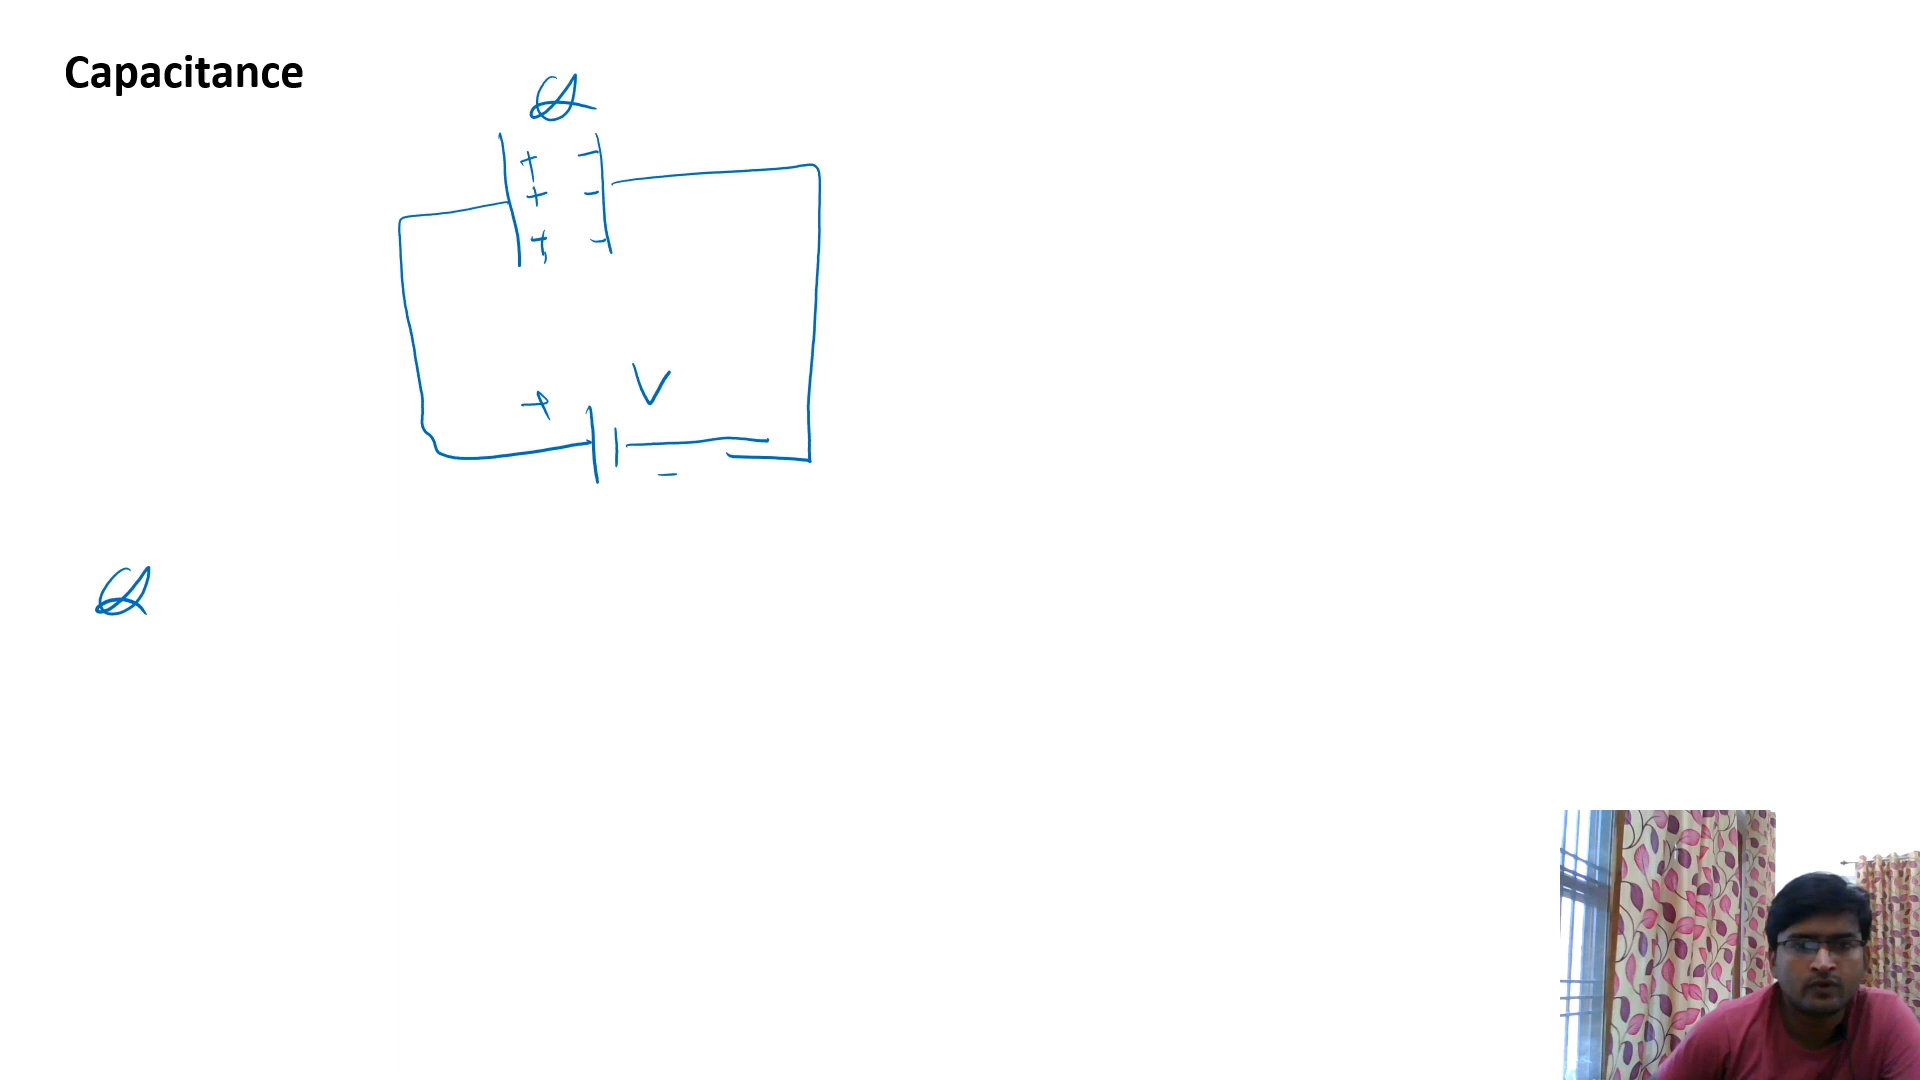 Capacitance
Q
+ -
+ -
+ -
V
+
-
Q